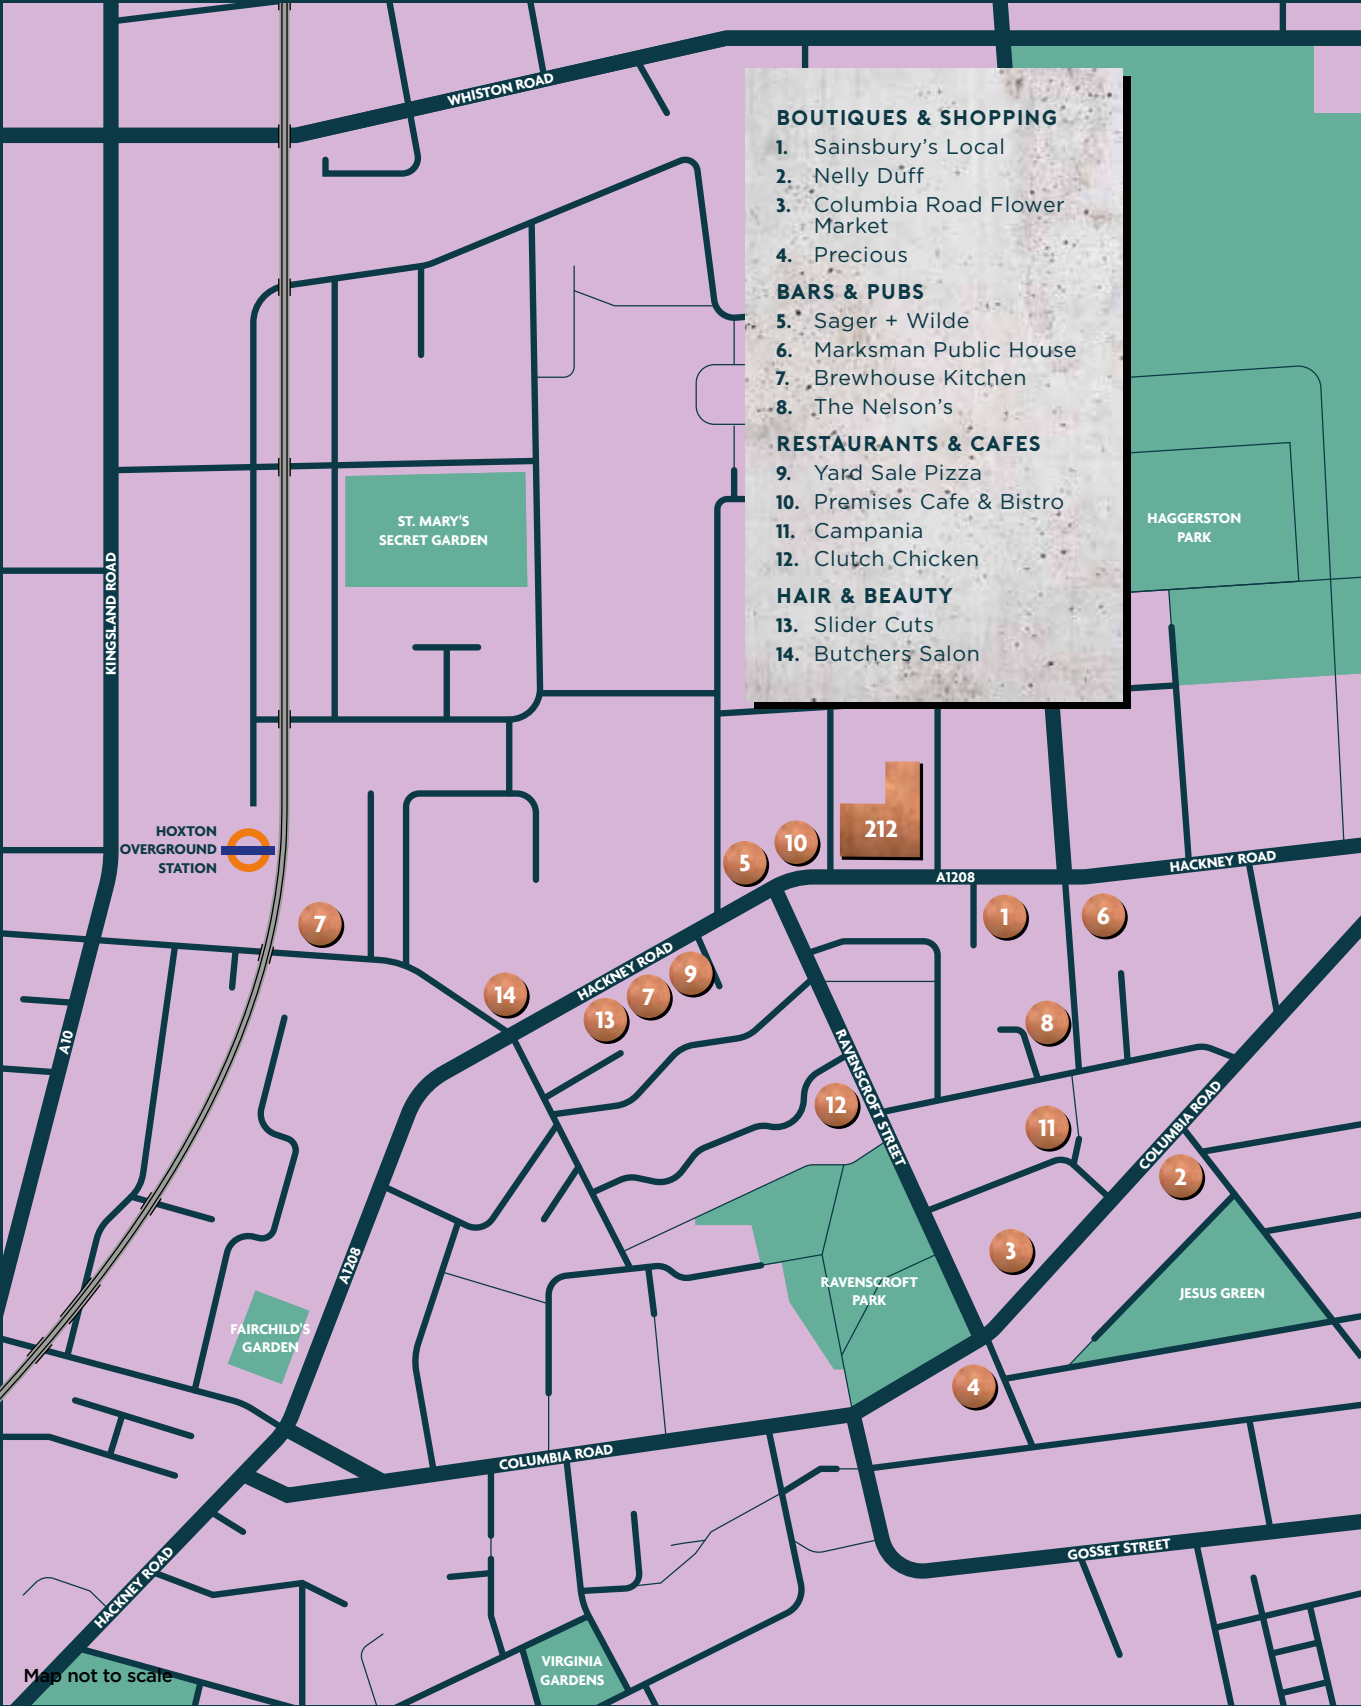 WHISTON ROAD
BOUTIQUES & SHOPPING
1. Sainsbury’s Local
2. Nelly Duff
3. Columbia Road Flower
Market
4. Precious
BARS & PUBS
5. Sager + Wilde
6. Marksman Public House
7. Brewhouse Kitchen
8. The Nelson’s
RESTAURANTS & CAFES
9. Yard Sale Pizza
10. Premises Cafe & Bistro
11. Campania
12. Clutch Chicken
HAIR & BEAUTY
13. Slider Cuts
14. Butchers Salon
ST. MARY'S
SECRET GARDEN
HAGGERSTON
PARK
KINGSLAND ROAD
HOXTON
OVERGROUND
STATION
212
10
5
A1208
HACKNEY ROAD
7
1
6
14
HACKNEY ROAD
9
7
13
8
A10
RAVENSCROFT STREET
12
11
COLUMBIA ROAD
2
3
A1208
RAVENSCROFT
PARK
JESUS GREEN
FAIRCHILD'S
GARDEN
4
COLUMBIA ROAD
GOSSET STREET
HACKNEY ROAD
VIRGINIA
GARDENS
Map not to scale